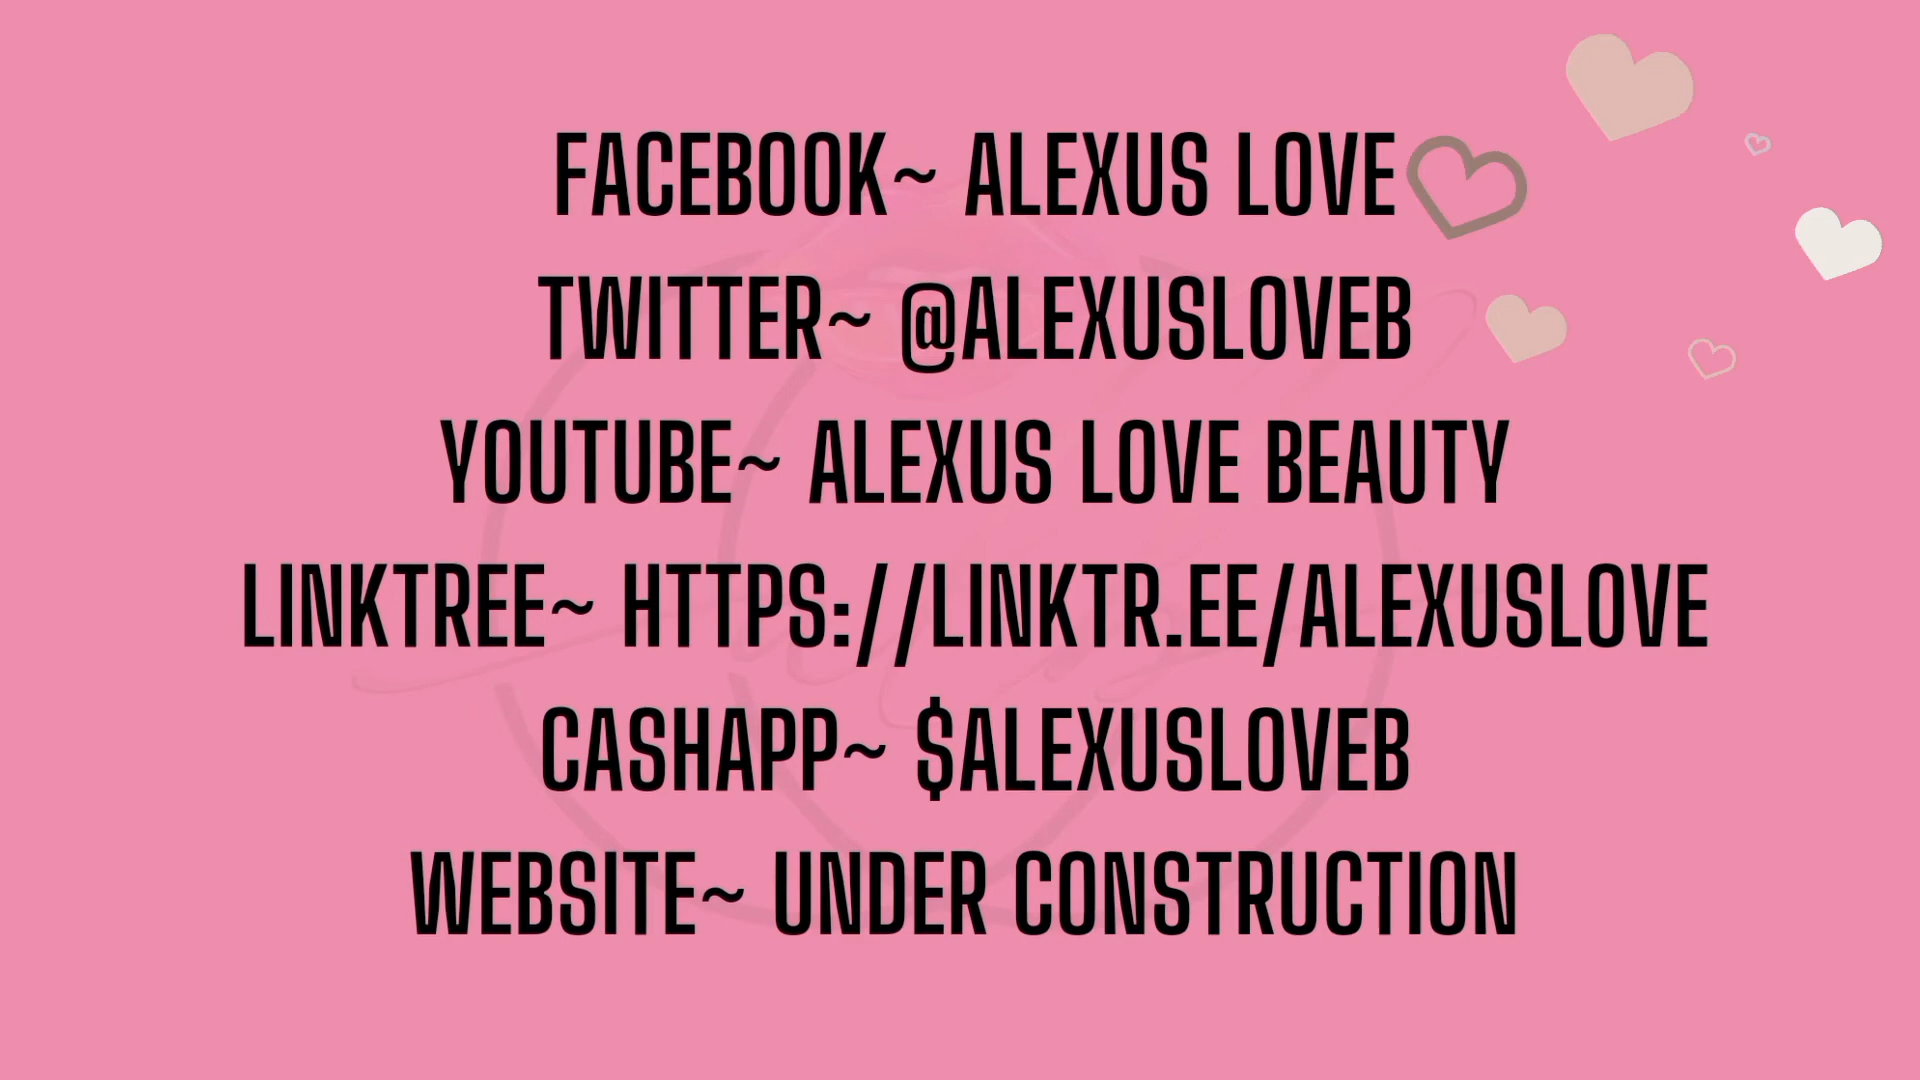 FACEBOOK~ ALEXUS LOVE
TWITTER~ @ALEXUSLOVEB
YOUTUBE~ ALEXUS LOVE BEAUTY
LINKTREE~ HTTPS://LINKTR.EE/ALEXUSLOVE
CASHAPP~ $ALEXUSLOVEB
WEBSITE~ UNDER CONSTRUCTION